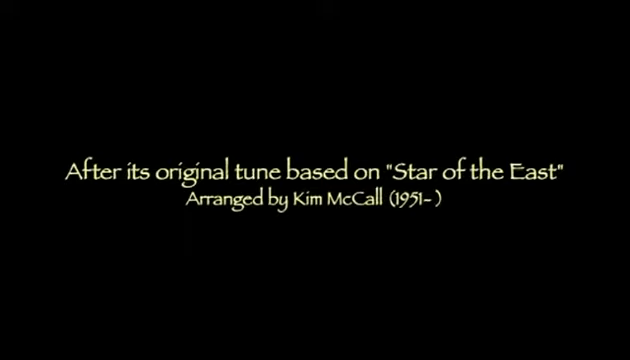 After its original tune based on "Star of the East"
Arranged by Kim McCall (1951- )